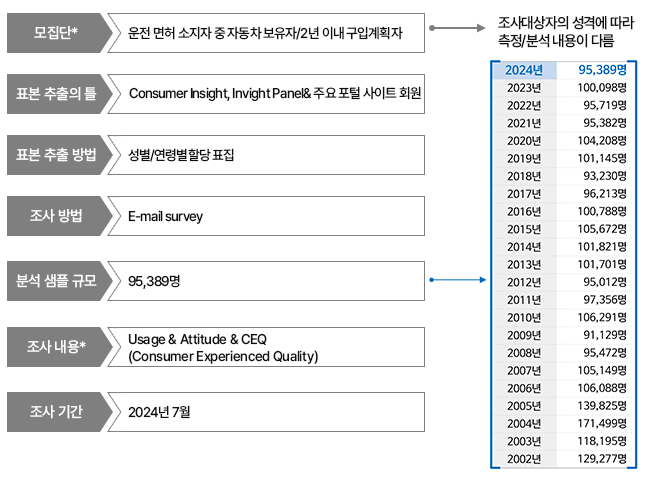 모집단*
운전 면허 소지자 중 자동차 보유자/2년 이내 구입계획자
조사대상자의 성격에 따라
측정/분석 내용이 다름
표본 추출의 틀
Consumer Insight, Invight Panel& 주요 포털 사이트 회원
표본 추출 방법
성별/연령별 할당 표집
조사 방법
E-mail survey
분석 샘플 규모
95,389명
조사 내용*
Usage & Attitude & CEQ
(Consumer Experienced Quality)
조사 기간
2024년 7월
2024년 95,389명
2023년 100,098명
2022년 95,719명
2021년 95,382명
2020년 104,208명
2019년 101,145명
2018년 93,230명
2017년 96,213명
2016년 100,788명
2015년 105,672명
2014년 101,821명
2013년 101,701명
2012년 95,012명
2011년 97,356명
2010년 106,291명
2009년 91,129명
2008년 95,472명
2007년 105,149명
2006년 106,088명
2005년 139,825명
2004년 171,499명
2003년 118,195명
2002년 129,277명